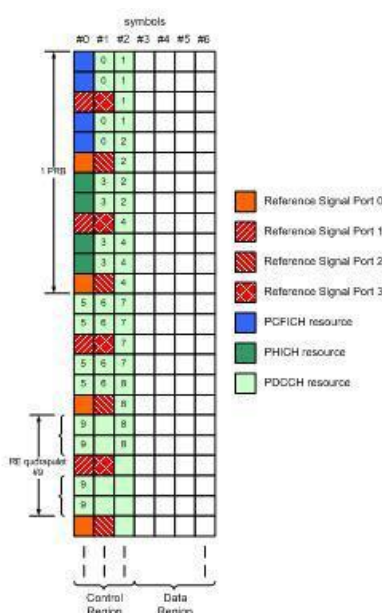 symbols
#0 #1 #2 #3 #4 #5 #6
0 1
0 1
1
0 1
0 2
2
1 PRB
3 2
3 2
4
3 4
3 4
4
5 6 7
5 6 7
7
5 6 7
5 6 8
8
9 8
9 8
RE quadrapulet
#9
9
9
Control
Region
Data
Region
Reference Signal Port 0
Reference Signal Port 1
Reference Signal Port 2
Reference Signal Port 3
PCFICH resource
PHICH resource
PDCCH resource